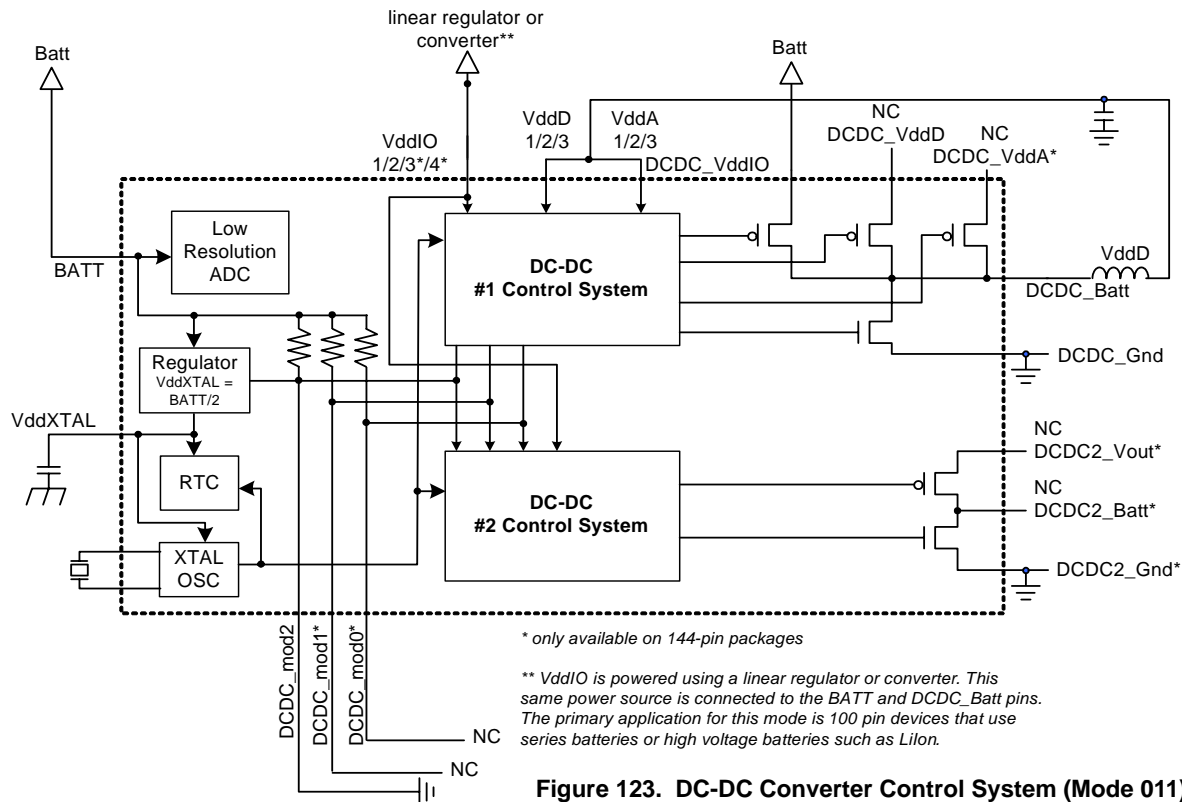 linear regulator or
converter**
Batt
Batt
VddIO
1/2/3*/4*
VddD
1/2/3
VddA
1/2/3
DCDC_VddIO
NC
DCDC_VddD
NC
DCDC_VddA*
BATT
Low
Resolution
ADC
DC-DC
#1 Control System
VddD
DCDC_Batt
DCDC_Gnd
Regulator
VddXTAL =
BATT/2
VddXTAL
RTC
XTAL
OSC
DC-DC
#2 Control System
NC
DCDC2_Vout*
NC
DCDC2_Batt*
DCDC2_Gnd*
DCDC_mod2
DCDC_mod1*
DCDC_mod0*
NC
NC
* only available on 144-pin packages
** VddIO is powered using a linear regulator or converter. This
same power source is connected to the BATT and DCDC_Batt pins.
The primary application for this mode is 100 pin devices that use
series batteries or high voltage batteries such as LiIon.
Figure 123. DC-DC Converter Control System (Mode 011)